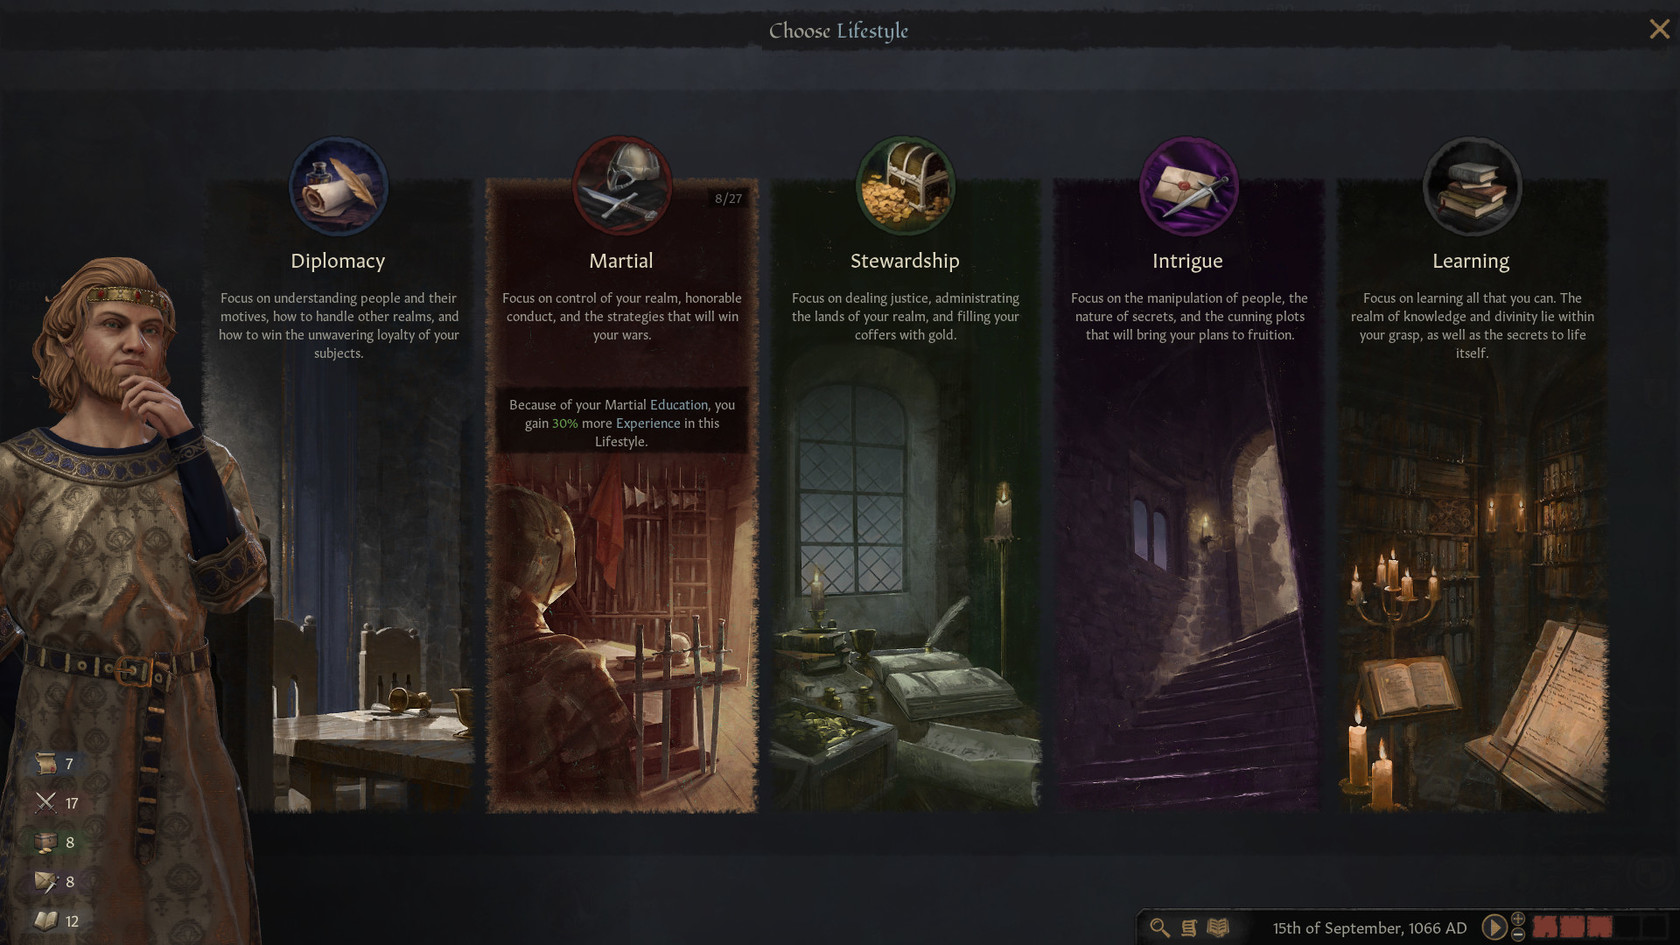 Choose Lifestyle
8/27
Diplomacy
Focus on understanding people and their
motives, how to handle other realms, and
how to win the unwavering loyalty of your
subjects.
Martial
Focus on control of your realm, honorable
conduct, and the strategies that will win
your wars.
Because of your Martial Education, you
gain 30% more Experience in this
Lifestyle.
Stewardship
Focus on dealing justice, administrating
the lands of your realm, and filling your
coffers with gold.
Intrigue
Focus on the manipulation of people, the
nature of secrets, and the cunning plots
that will bring your plans to fruition.
Learning
Focus on learning all that you can. The
realm of knowledge and divinity lie within
your grasp, as well as the secrets to life
itself.
7
17
8
8
12
15th of September, 1066 AD